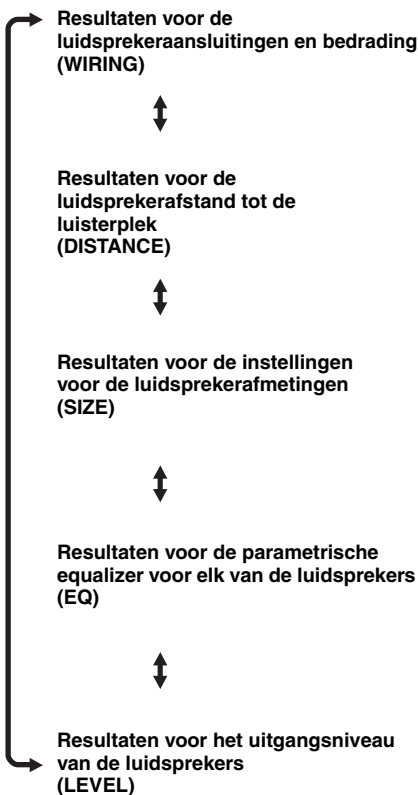 Resultaten voor de
luidsprekeraansluitingen en bedrading
(WIRING)
Resultaten voor de
luidsprekerafstand tot de
luisterplek
(DISTANCE)
Resultaten voor de instellingen
voor de luidsprekerafmetingen
(SIZE)
Resultaten voor de parametrische
equalizer voor elk van de luidsprekers
(EQ)
Resultaten voor het uitgangsniveau
van de luidsprekers
(LEVEL)